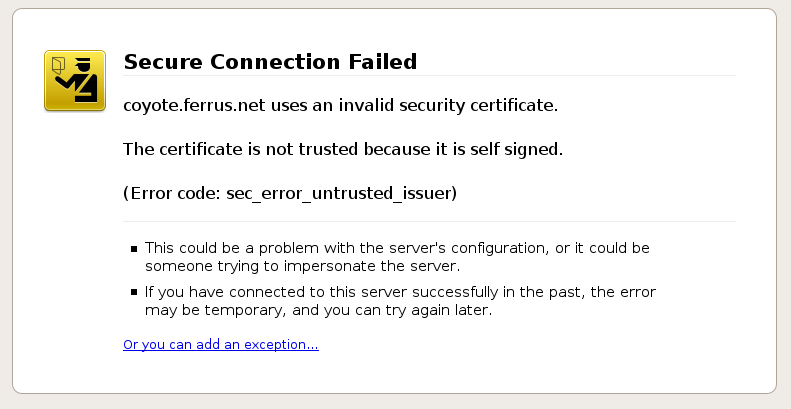 Secure Connection Failed
coyote.ferrus.net uses an invalid security certificate.
The certificate is not trusted because it is self signed.
(Error code: sec_error_untrusted_issuer)
This could be a problem with the server's configuration, or it could be
someone trying to impersonate the server.
If you have connected to this server successfully in the past, the error
may be temporary, and you can try again later.
Or you can add an exception...